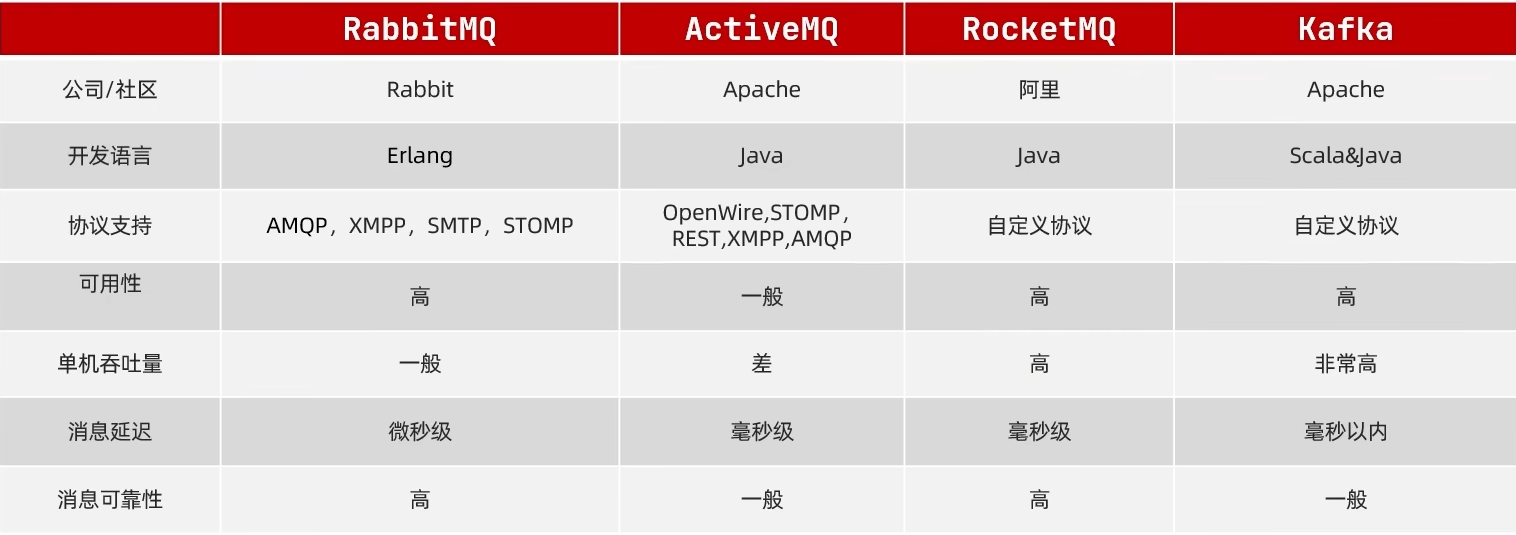 RabbitMQ ActiveMQ RocketMQ Kafka
公司/社区 Rabbit Apache 阿里 Apache
开发语言 Erlang Java Java Scala&Java
协议支持 AMQP，XMPP，SMTP，STOMP OpenWire,STOMP，
REST,XMPP,AMQP 自定义协议 自定义协议
可用性 高 一般 高 高
单机吞吐量 一般 差 高 非常高
消息延迟 微秒级 毫秒级 毫秒级 毫秒以内
消息可靠性 高 一般 高 一般